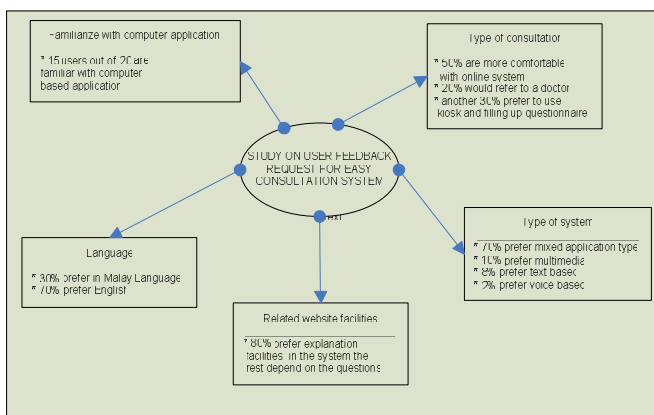 Familiarize with computer application
* 15 users out of 20 are
familiar with computer
based application
Type of consultation
* 50% are more comfortable
with online system
* 20% would refer to a doctor
* another 30% prefer to use
kiosk and filling up questionnaire
STUDY ON USER FEEDBACK
REQUEST FOR EASY
CONSULTATION SYSTEM
Text
Language
* 30% prefer in Malay Language
* 70% prefer English
Type of system
* 70% prefer mixed application type
* 10% prefer multimedia
* 8% prefer text based
* 2% prefer voice based
Related website facilities
* 80% prefer explanation
facilities in the system the
rest depend on the questions